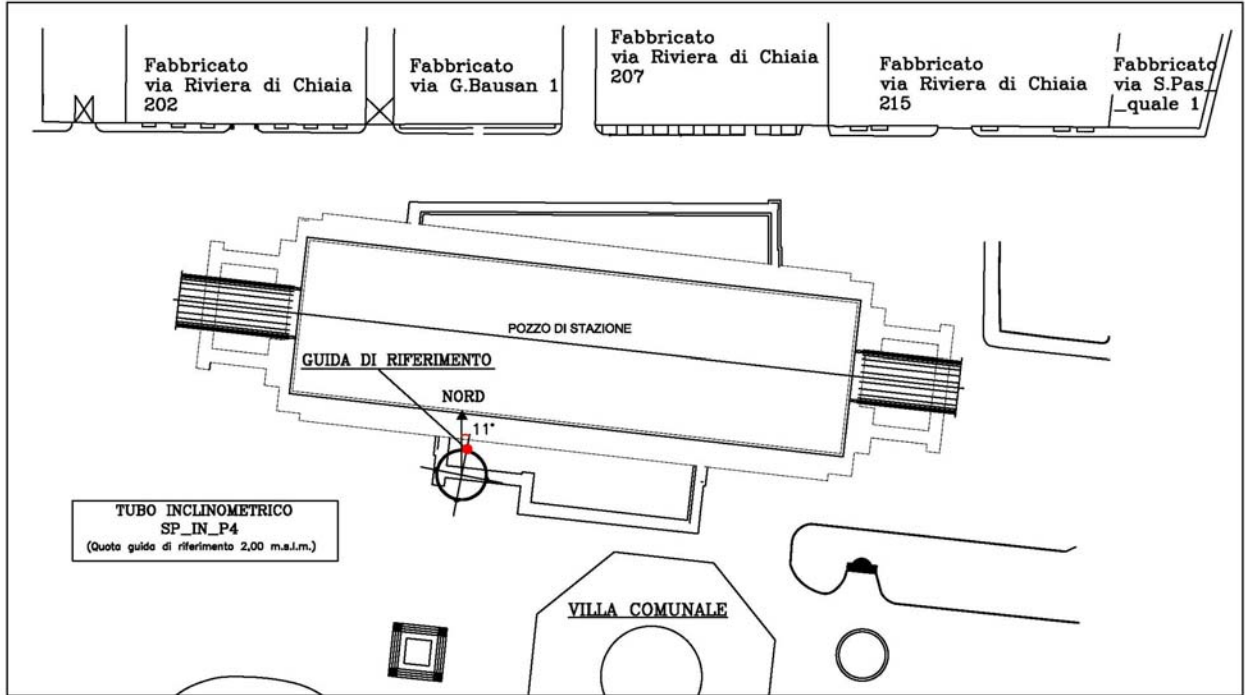 Fabbricato
via Riviera di Chiaia
202
Fabbricato
via G.Bausan 1
Fabbricato
via Riviera di Chiaia
207
Fabbricato
via Riviera di Chiaia
215
Fabbricato
via S.Pas_
_quale 1
POZZO DI STAZIONE
GUIDA DI RIFERIMENTO
NORD
11°
TUBO INCLINOMETRICO
SP_IN_P4
(Quota guida di riferimento 2,00 m.s.l.m.)
VILLA COMUNALE